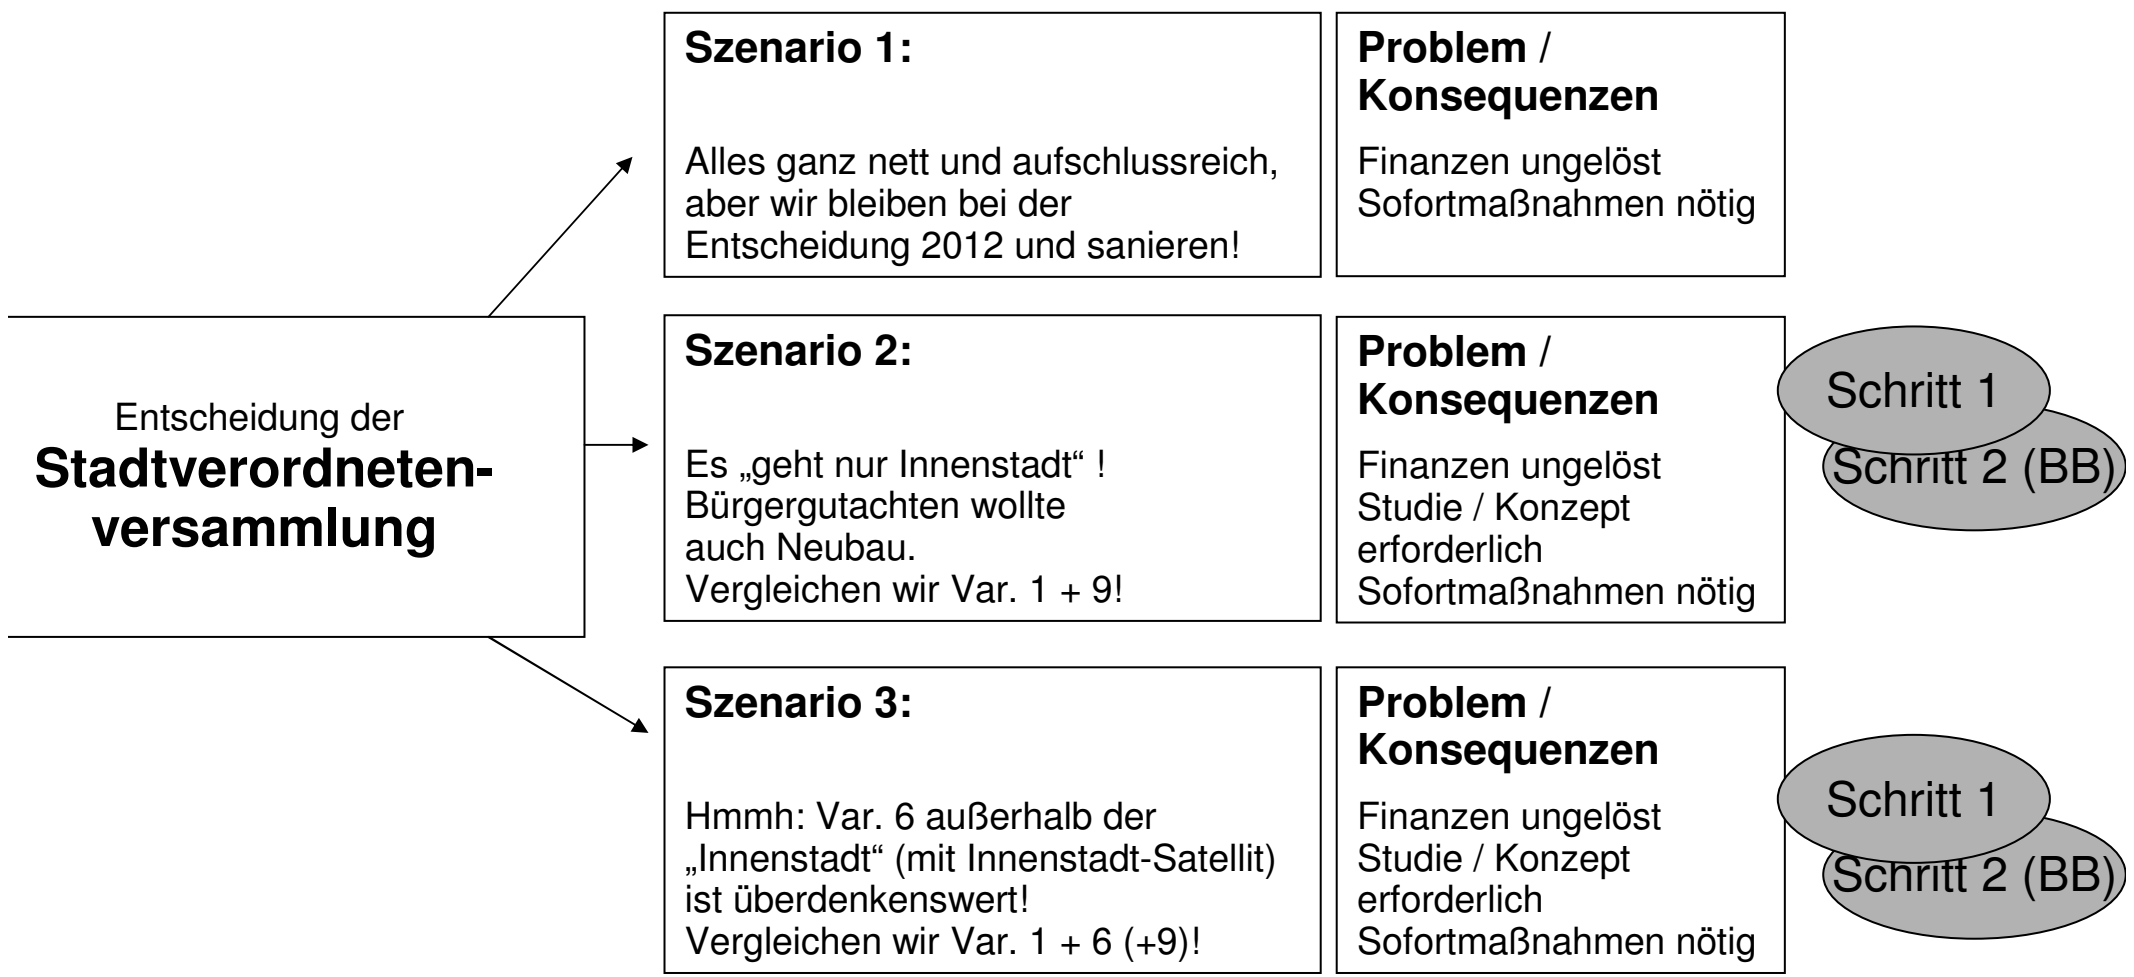 Entscheidung der
Stadtverordneten-
versammlung
Szenario 1:
Alles ganz nett und aufschlussreich,
aber wir bleiben bei der
Entscheidung 2012 und sanieren!
Problem /
Konsequenzen
Finanzen ungelöst
Sofortmaßnahmen nötig
Szenario 2:
Es „geht nur Innenstadt“ !
Bürgergutachten wollte
auch Neubau.
Vergleichen wir Var. 1 + 9!
Problem /
Konsequenzen
Finanzen ungelöst
Studie / Konzept
erforderlich
Sofortmaßnahmen nötig
Schritt 1
Schritt 2 (BB)
Szenario 3:
Hmmh: Var. 6 außerhalb der
„Innenstadt“ (mit Innenstadt-Satellit)
ist überdenkenswert!
Vergleichen wir Var. 1 + 6 (+9)!
Problem /
Konsequenzen
Finanzen ungelöst
Studie / Konzept
erforderlich
Sofortmaßnahmen nötig
Schritt 1
Schritt 2 (BB)